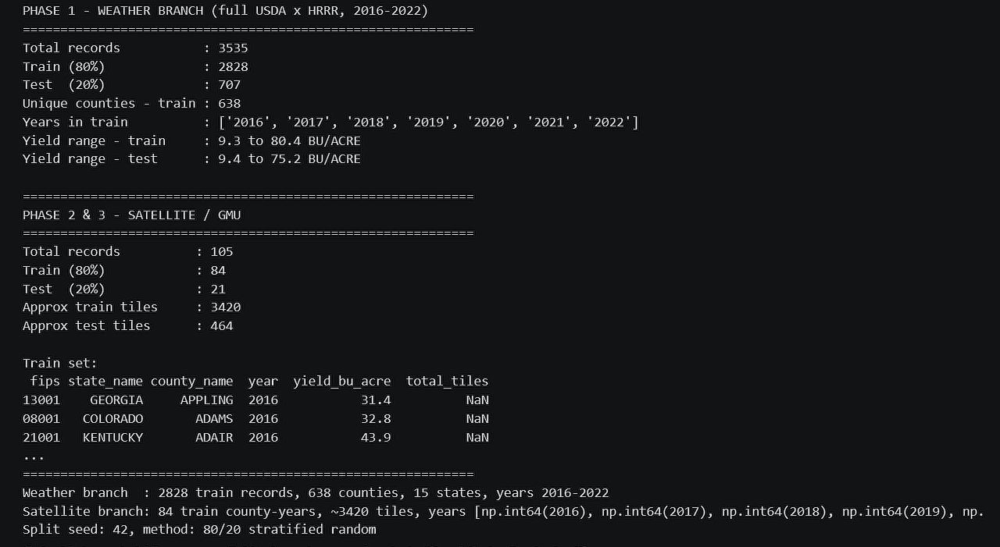 PHASE 1 - WEATHER BRANCH (full USDA x HRRR, 2016-2022)
============================================================
Total records           : 3535
Train (80%)             : 2828
Test  (20%)             : 707
Unique counties - train : 638
Years in train          : ['2016', '2017', '2018', '2019', '2020', '2021', '2022']
Yield range - train     : 9.3 to 80.4 BU/ACRE
Yield range - test      : 9.4 to 75.2 BU/ACRE

============================================================
PHASE 2 & 3 - SATELLITE / GMU
============================================================
Total records          : 105
Train (80%)            : 84
Test  (20%)            : 21
Approx train tiles     : 3420
Approx test tiles      : 464

Train set:
 fips state_name county_name  year  yield_bu_acre  total_tiles
13001    GEORGIA     APPLING  2016           31.4          NaN
08001   COLORADO       ADAMS  2016           32.8          NaN
21001   KENTUCKY       ADAIR  2016           43.9          NaN
...
============================================================
Weather branch  : 2828 train records, 638 counties, 15 states, years 2016-2022
Satellite branch: 84 train county-years, ~3420 tiles, years [np.int64(2016), np.int64(2017), np.int64(2018), np.int64(2019), np.
Split seed: 42, method: 80/20 stratified random